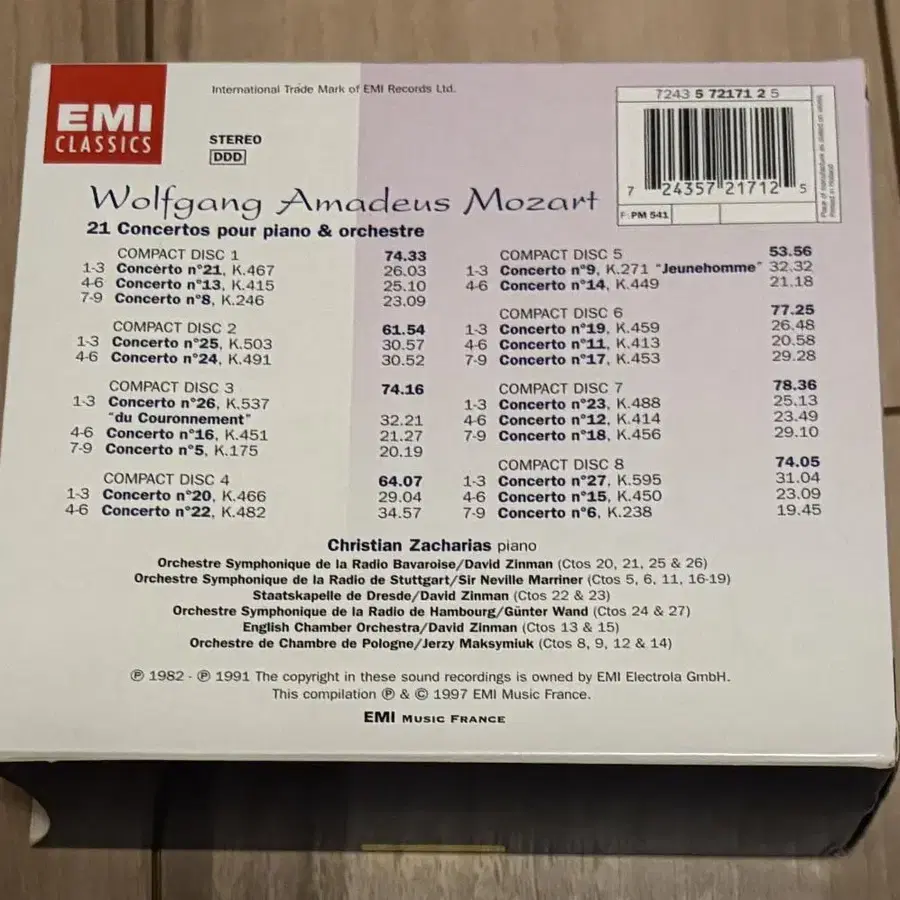 EMI
CLASSICS
International Trade Mark of EMI Records Ltd.
STEREO
DDD
7243 5 72171 2 5
7 24357 21712 5
F: PM 541
Place of manufacture as stated on labels
Printed in Holland
Wolfgang Amadeus Mozart
21 Concertos pour piano & orchestre
COMPACT DISC 1 74.33
1-3 Concerto n°21, K.467 26.03
4-6 Concerto n°13, K.415 25.10
7-9 Concerto n°8, K.246 23.09
COMPACT DISC 2 61.54
1-3 Concerto n°25, K.503 30.57
4-6 Concerto n°24, K.491 30.52
COMPACT DISC 3 74.16
1-3 Concerto n°26, K.537
"du Couronnement" 32.21
4-6 Concerto n°16, K.451 21.27
7-9 Concerto n°5, K.175 20.19
COMPACT DISC 4 64.07
1-3 Concerto n°20, K.466 29.04
4-6 Concerto n°22, K.482 34.57
COMPACT DISC 5 53.56
1-3 Concerto n°9, K.271 "Jeunehomme" 32.32
4-6 Concerto n°14, K.449 21.18
COMPACT DISC 6 77.25
1-3 Concerto n°19, K.459 26.48
4-6 Concerto n°11, K.413 20.58
7-9 Concerto n°17, K.453 29.28
COMPACT DISC 7 78.36
1-3 Concerto n°23, K.488 25.13
4-6 Concerto n°12, K.414 23.49
7-9 Concerto n°18, K.456 29.10
COMPACT DISC 8 74.05
1-3 Concerto n°27, K.595 31.04
4-6 Concerto n°15, K.450 23.09
7-9 Concerto n°6, K.238 19.45
Christian Zacharias piano
Orchestre Symphonique de la Radio Bavaroise/David Zinman (Ctos 20, 21, 25 & 26)
Orchestre Symphonique de la Radio de Stuttgart/Sir Neville Marriner (Ctos 5, 6, 11, 16-19)
Staatskapelle de Dresde/David Zinman (Ctos 22 & 23)
Orchestre Symphonique de la Radio de Hambourg/Günter Wand (Ctos 24 & 27)
English Chamber Orchestra/David Zinman (Ctos 13 & 15)
Orchestre de Chambre de Pologne/Jerzy Maksymiuk (Ctos 8, 9, 12 & 14)
℗ 1982 - ℗ 1991 The copyright in these sound recordings is owned by EMI Electrola GmbH.
This compilation ℗ & © 1997 EMI Music France.
EMI MUSIC FRANCE